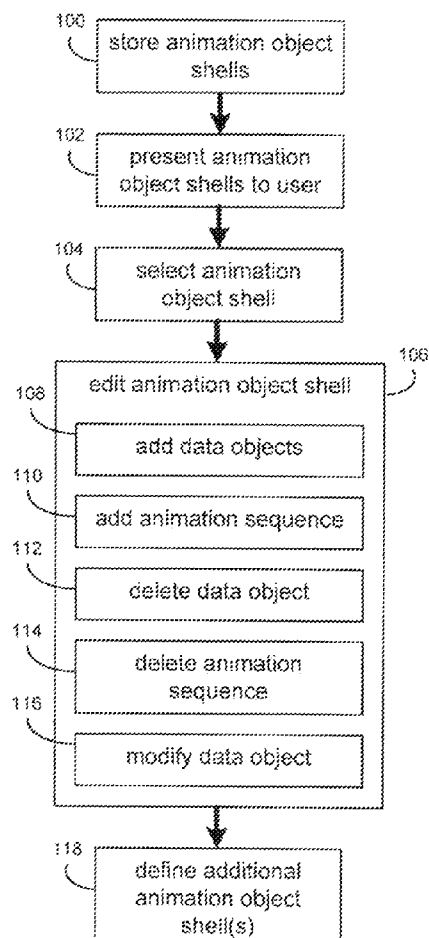 100
store animation object
shells
102
present animation
object shells to user
104
select animation
object shell
106
edit animation object shell
108
add data objects
110
add animation sequence
112
delete data object
114
delete animation
sequence
116
modify data object
118
define additional
animation object
shell(s)